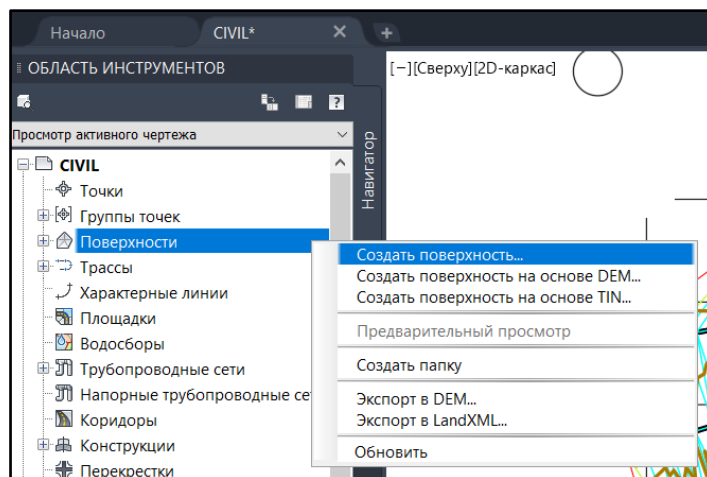 Начало
CIVIL*
ОБЛАСТЬ ИНСТРУМЕНТОВ
[−][Сверху][2D-каркас]
Просмотр активного чертежа
Навигатор
CIVIL
Точки
Группы точек
Поверхности
Трассы
Характерные линии
Площадки
Водосборы
Трубопроводные сети
Напорные трубопроводные се
Коридоры
Конструкции
Перекрестки
Создать поверхность...
Создать поверхность на основе DEM...
Создать поверхность на основе TIN...
Предварительный просмотр
Создать папку
Экспорт в DEM...
Экспорт в LandXML...
Обновить